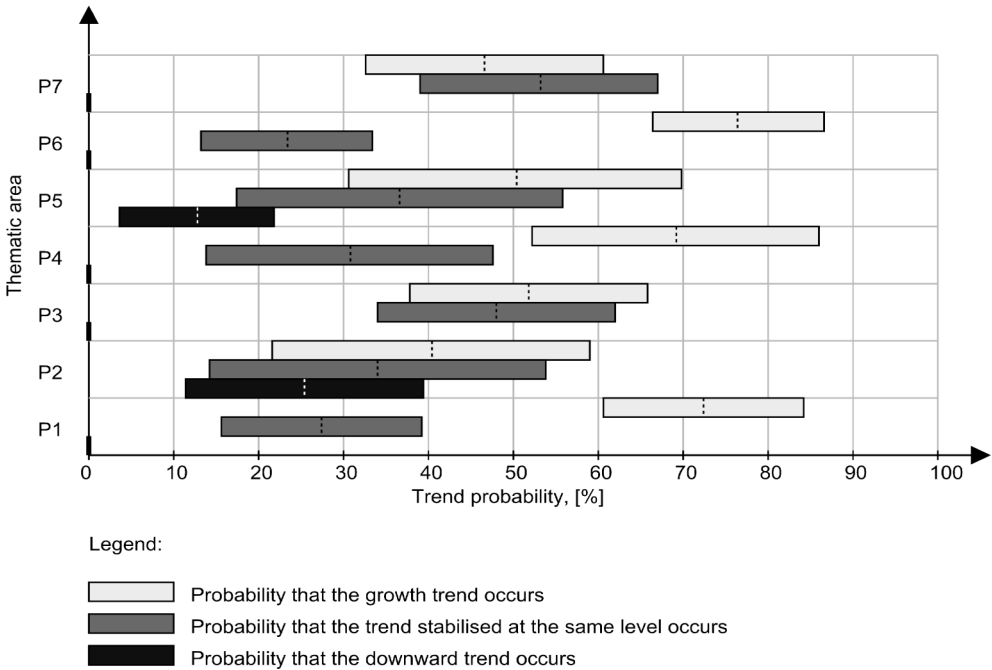 Thematic area
P7
P6
P5
P4
P3
P2
P1
0 10 20 30 40 50 60 70 80 90 100
Trend probability, [%]
Legend:
Probability that the growth trend occurs
Probability that the trend stabilised at the same level occurs
Probability that the downward trend occurs